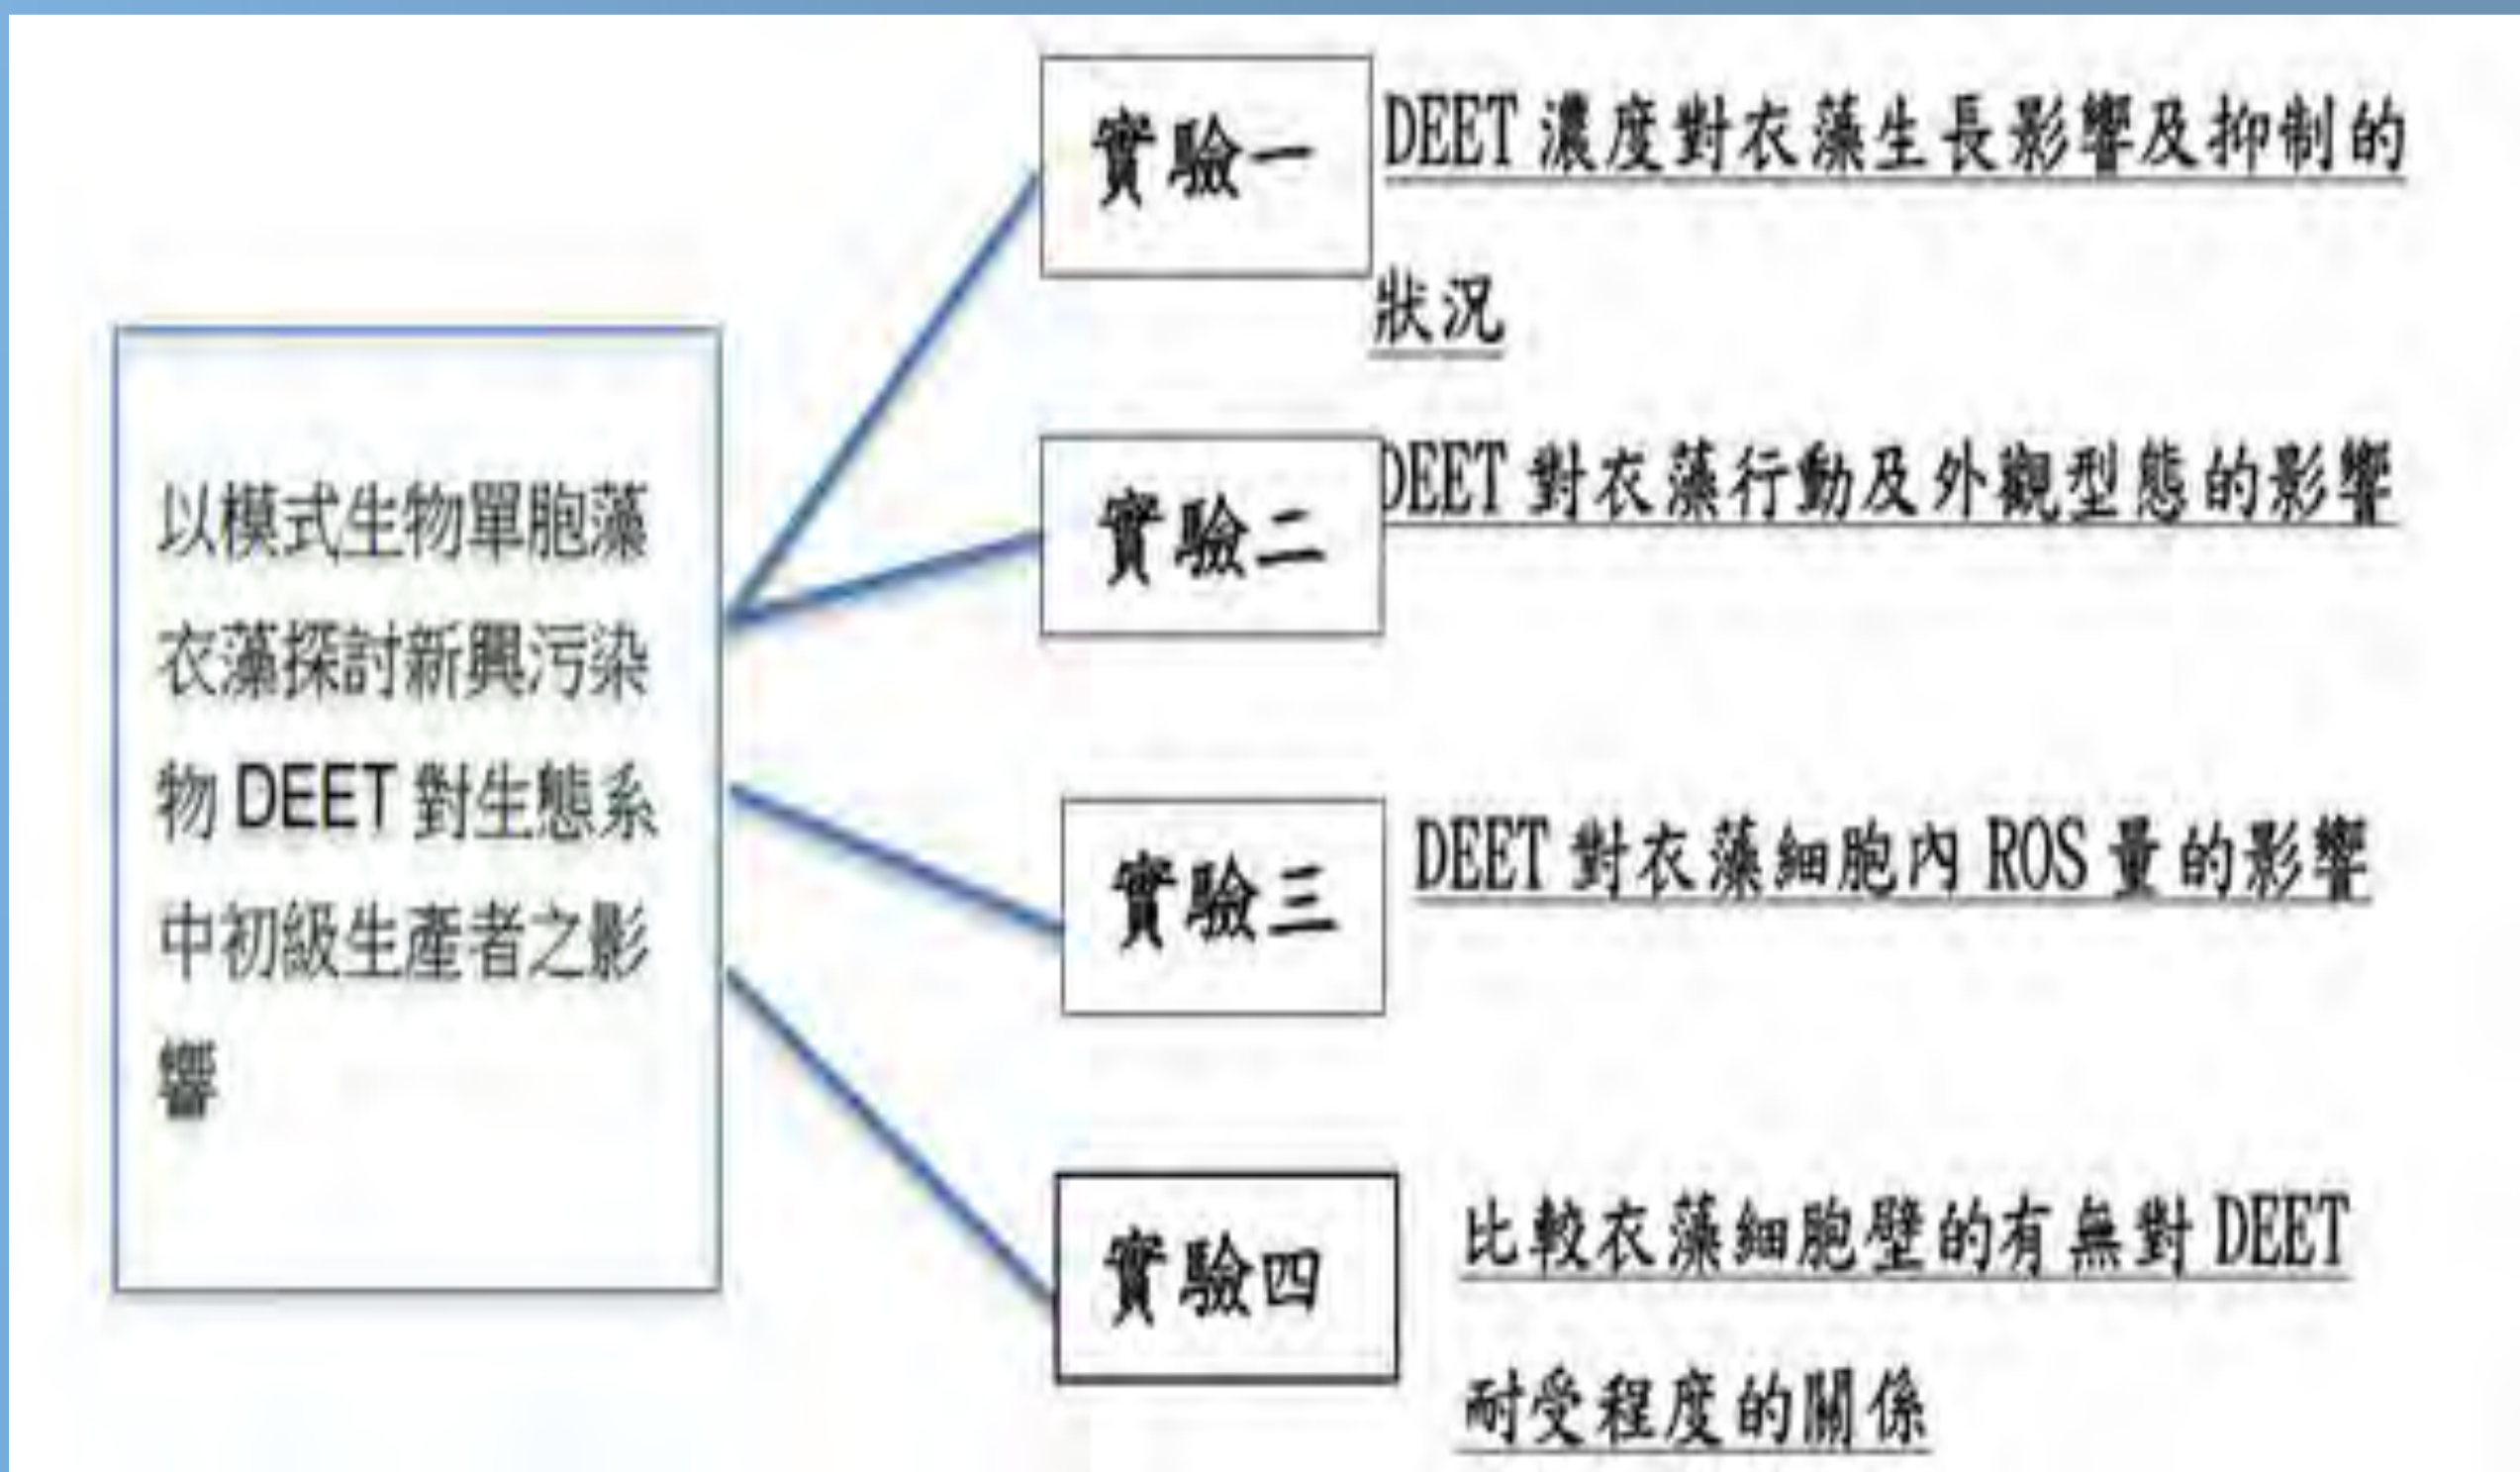 以模式生物單胞藻
衣藻探討新興污染
物 DEET 對生態系
中初級生產者之影
響
實驗一
DEET 濃度對衣藻生長影響及抑制的
狀況
實驗二
DEET 對衣藻行動及外觀型態的影響
實驗三
DEET 對衣藻細胞內 ROS 量的影響
實驗四
比較衣藻細胞壁的有無對 DEET
耐受程度的關係